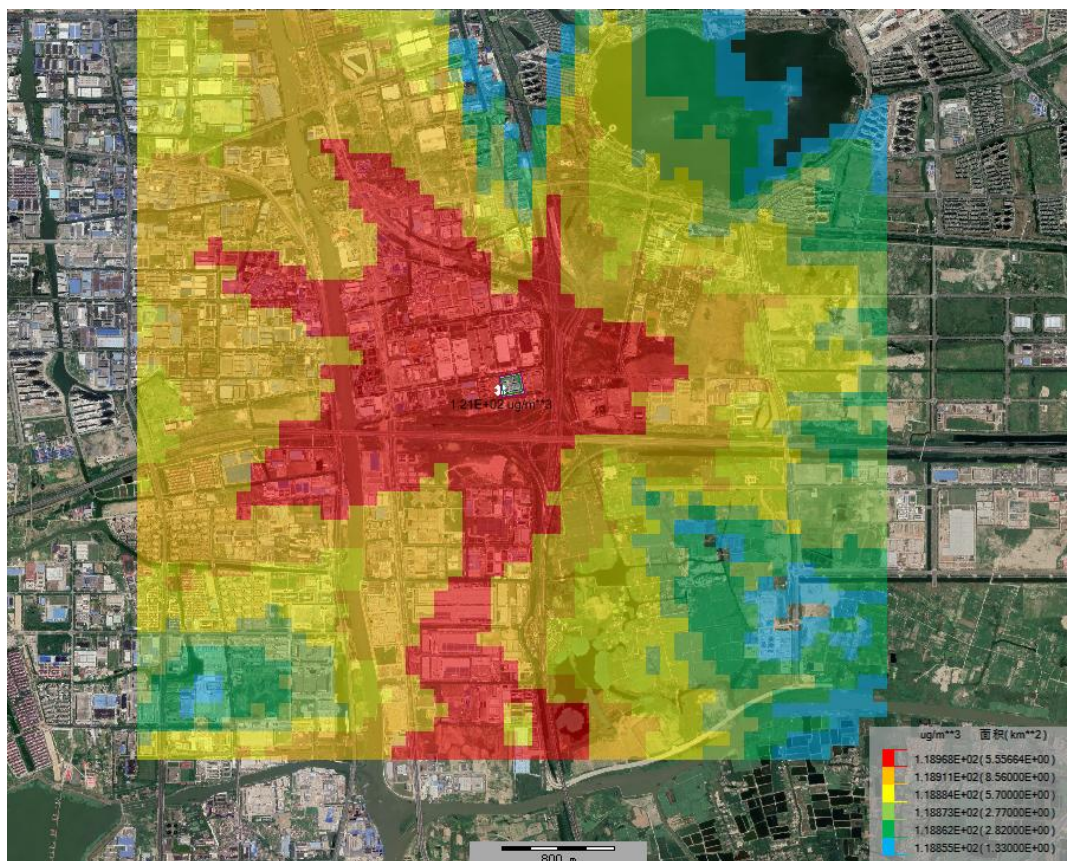 1.21E+02 ug/m**3
ug/m**3 面积(km**2)
1.18968E+02(5.55664E+00)
1.18911E+02(8.56000E+00)
1.18884E+02(5.70000E+00)
1.18873E+02(2.77000E+00)
1.18862E+02(2.82000E+00)
1.18855E+02(1.33000E+00)
800 m